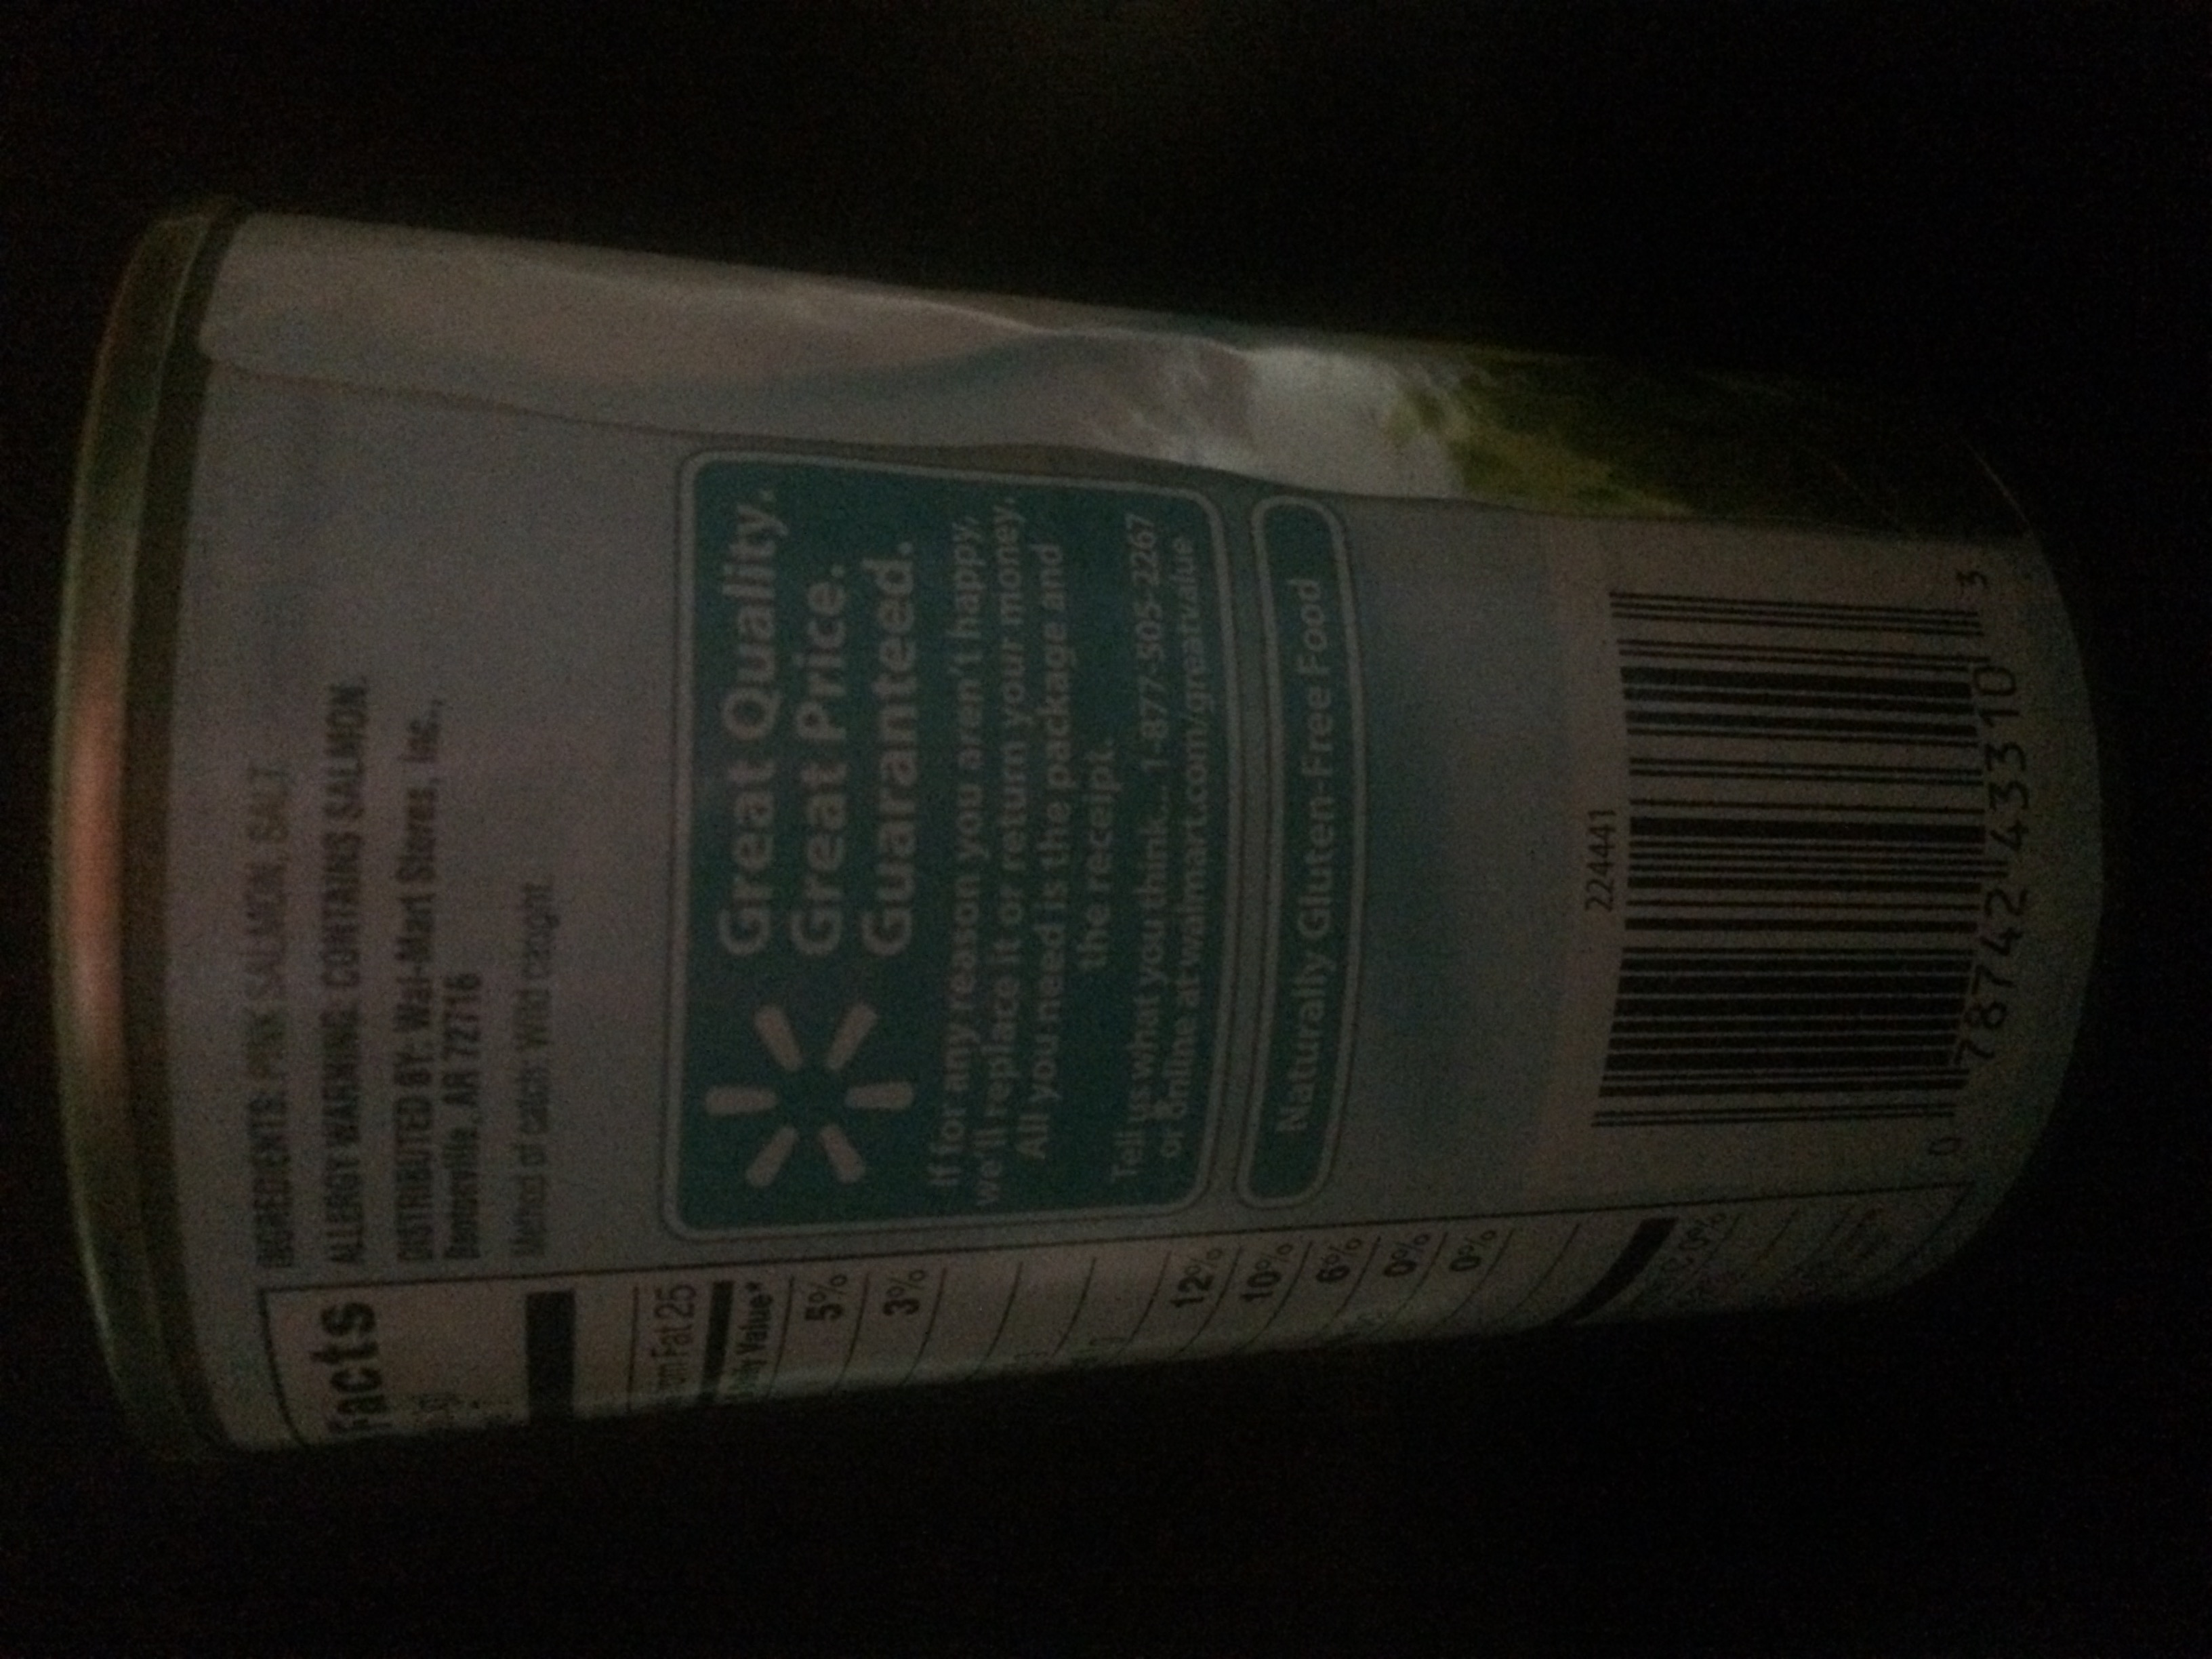 Facts
INGREDIENTS: PINK SALMON, SALT.
ALLERGY WARNING: CONTAINS SALMON.
DISTRIBUTED BY: Wal-Mart Stores, Inc.,
Bentonville, AR 72716
Method of catch: Wild caught.
Fat 25
Value*
5%
3%
12%
10%
6%
0%
0%
C 0%
Great Quality.
Great Price.
Guaranteed.
If for any reason you aren't happy,
we'll replace it or return your money.
All you need is the package and
the receipt.
Tell us what you think... 1-877-505-2267
or online at walmart.com/greatvalue
Naturally Gluten-Free Food
224441
0 78742 43310 3